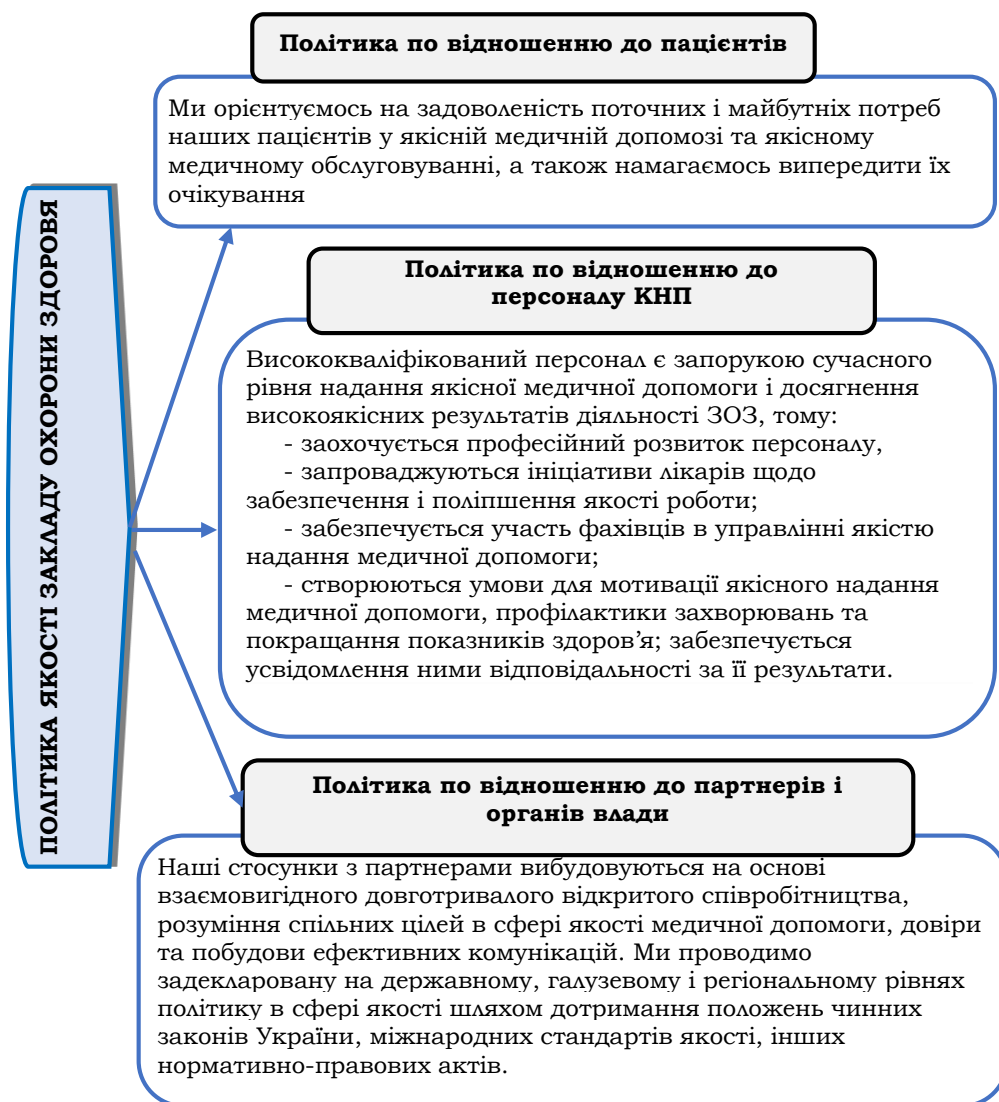 ПОЛІТИКА ЯКОСТІ ЗАКЛАДУ ОХОРОНИ ЗДОРОВЯ
Політика по відношенню до пацієнтів
Ми орієнтуємось на задоволеність поточних і майбутніх потреб
наших пацієнтів у якісній медичній допомозі та якісному
медичному обслуговуванні, а також намагаємось випередити їх
очікування
Політика по відношенню до
персоналу КНП
Висококваліфікований персонал є запорукою сучасного
рівня надання якісної медичної допомоги і досягнення
високоякісних результатів діяльності ЗОЗ, тому:
- заохочується професійний розвиток персоналу,
- запроваджуються ініціативи лікарів щодо
забезпечення і поліпшення якості роботи;
- забезпечується участь фахівців в управлінні якістю
надання медичної допомоги;
- створюються умови для мотивації якісного надання
медичної допомоги, профілактики захворювань та
покращання показників здоров’я; забезпечується
усвідомлення ними відповідальності за її результати.
Політика по відношенню до партнерів і
органів влади
Наші стосунки з партнерами вибудовуються на основі
взаємовигідного довготривалого відкритого співробітництва,
розуміння спільних цілей в сфері якості медичної допомоги, довіри
та побудови ефективних комунікацій. Ми проводимо
задекларовану на державному, галузевому і регіональному рівнях
політику в сфері якості шляхом дотримання положень чинних
законів України, міжнародних стандартів якості, інших
нормативно-правових актів.